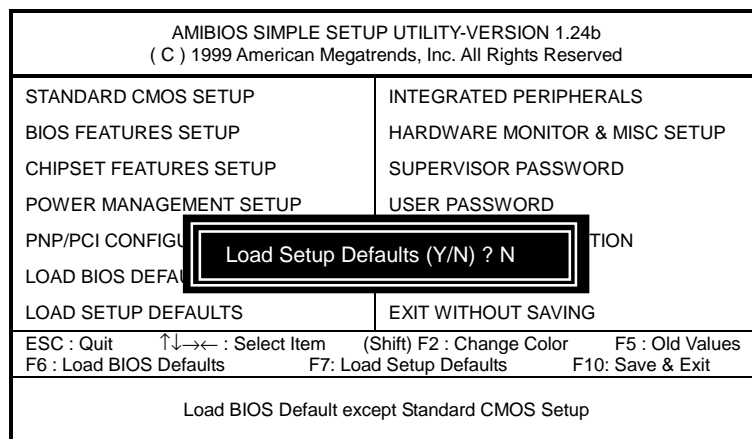 AMIBIOS SIMPLE SETUP UTILITY-VERSION 1.24b
( C ) 1999 American Megatrends, Inc. All Rights Reserved
STANDARD CMOS SETUP
BIOS FEATURES SETUP
CHIPSET FEATURES SETUP
POWER MANAGEMENT SETUP
PNP/PCI
LOAD BIOS
LOAD SETUP DEFAULTS
INTEGRATED PERIPHERALS
HARDWARE MONITOR & MISC SETUP
SUPERVISOR PASSWORD
USER PASSWORD
EXIT WITHOUT SAVING
Load Setup Defaults (Y/N) ? N
ESC : Quit ↑↓→← : Select Item (Shift) F2 : Change Color F5 : Old Values
F6 : Load BIOS Defaults F7: Load Setup Defaults F10: Save & Exit
Load BIOS Default except Standard CMOS Setup